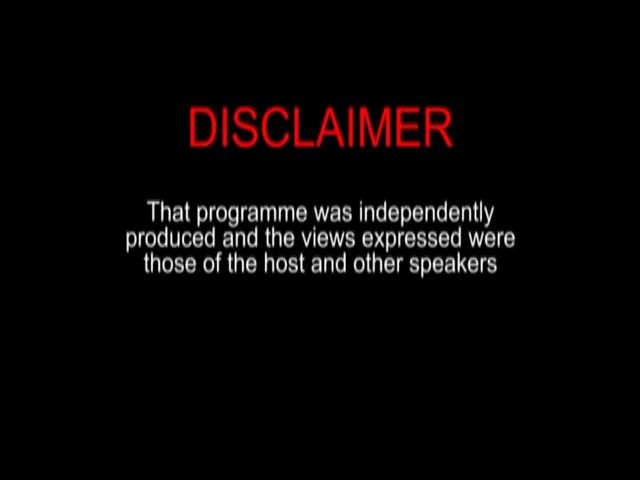 DISCLAIMER
That programme was independently
produced and the views expressed were
those of the host and other speakers